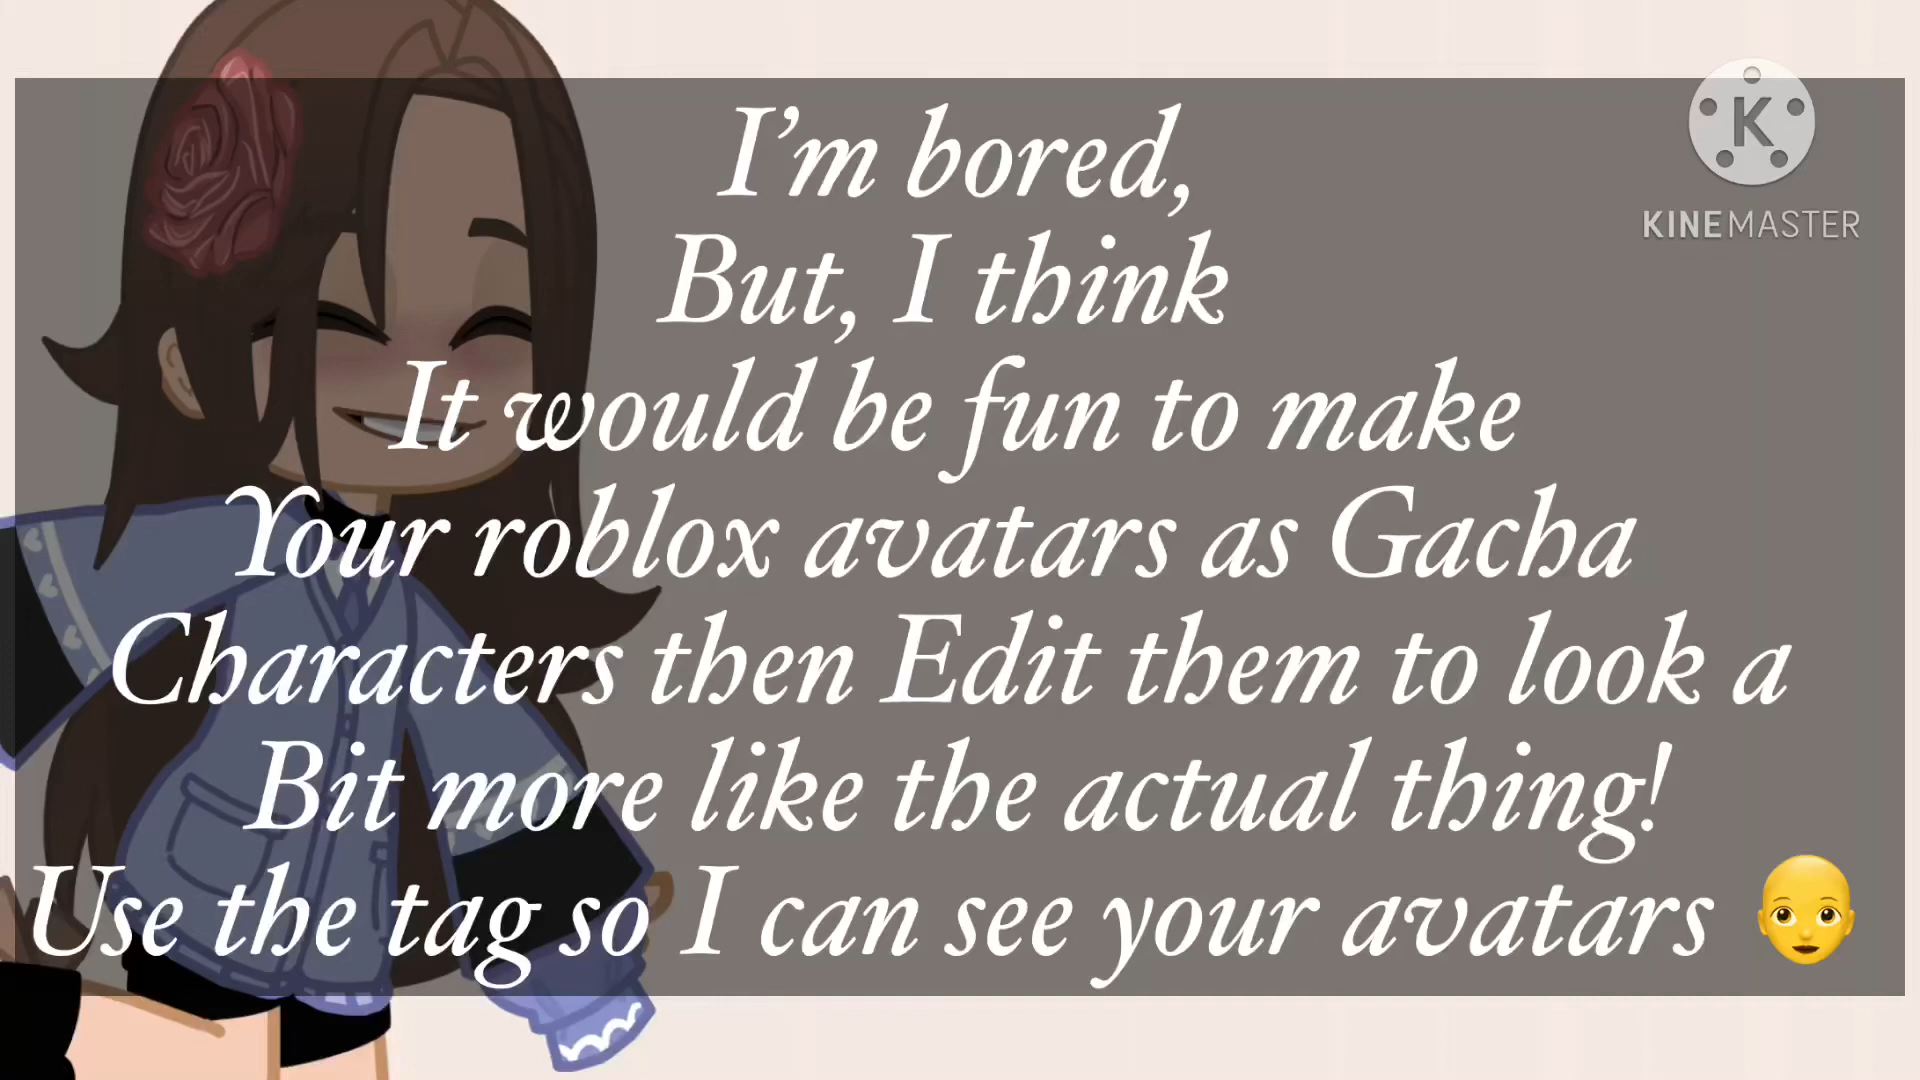 I'm bored,
But, I think
It would be fun to make
Your roblox avatars as Gacha
Characters then Edit them to look a
Bit more like the actual thing!
Use the tag so I can see your avatars 👩‍🦲
K
KINEMASTER